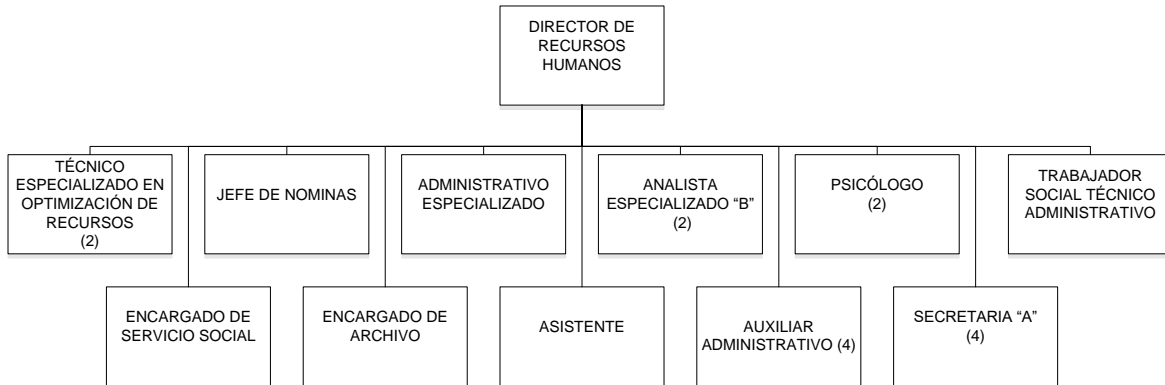 DIRECTOR DE
RECURSOS
HUMANOS
TÉCNICO
ESPECIALIZADO EN
OPTIMIZACIÓN DE
RECURSOS
(2)
JEFE DE NOMINAS
ADMINISTRATIVO
ESPECIALIZADO
ANALISTA
ESPECIALIZADO “B”
(2)
PSICÓLOGO
(2)
TRABAJADOR
SOCIAL TÉCNICO
ADMINISTRATIVO
ENCARGADO DE
SERVICIO SOCIAL
ENCARGADO DE
ARCHIVO
ASISTENTE
AUXILIAR
ADMINISTRATIVO (4)
SECRETARIA “A”
(4)